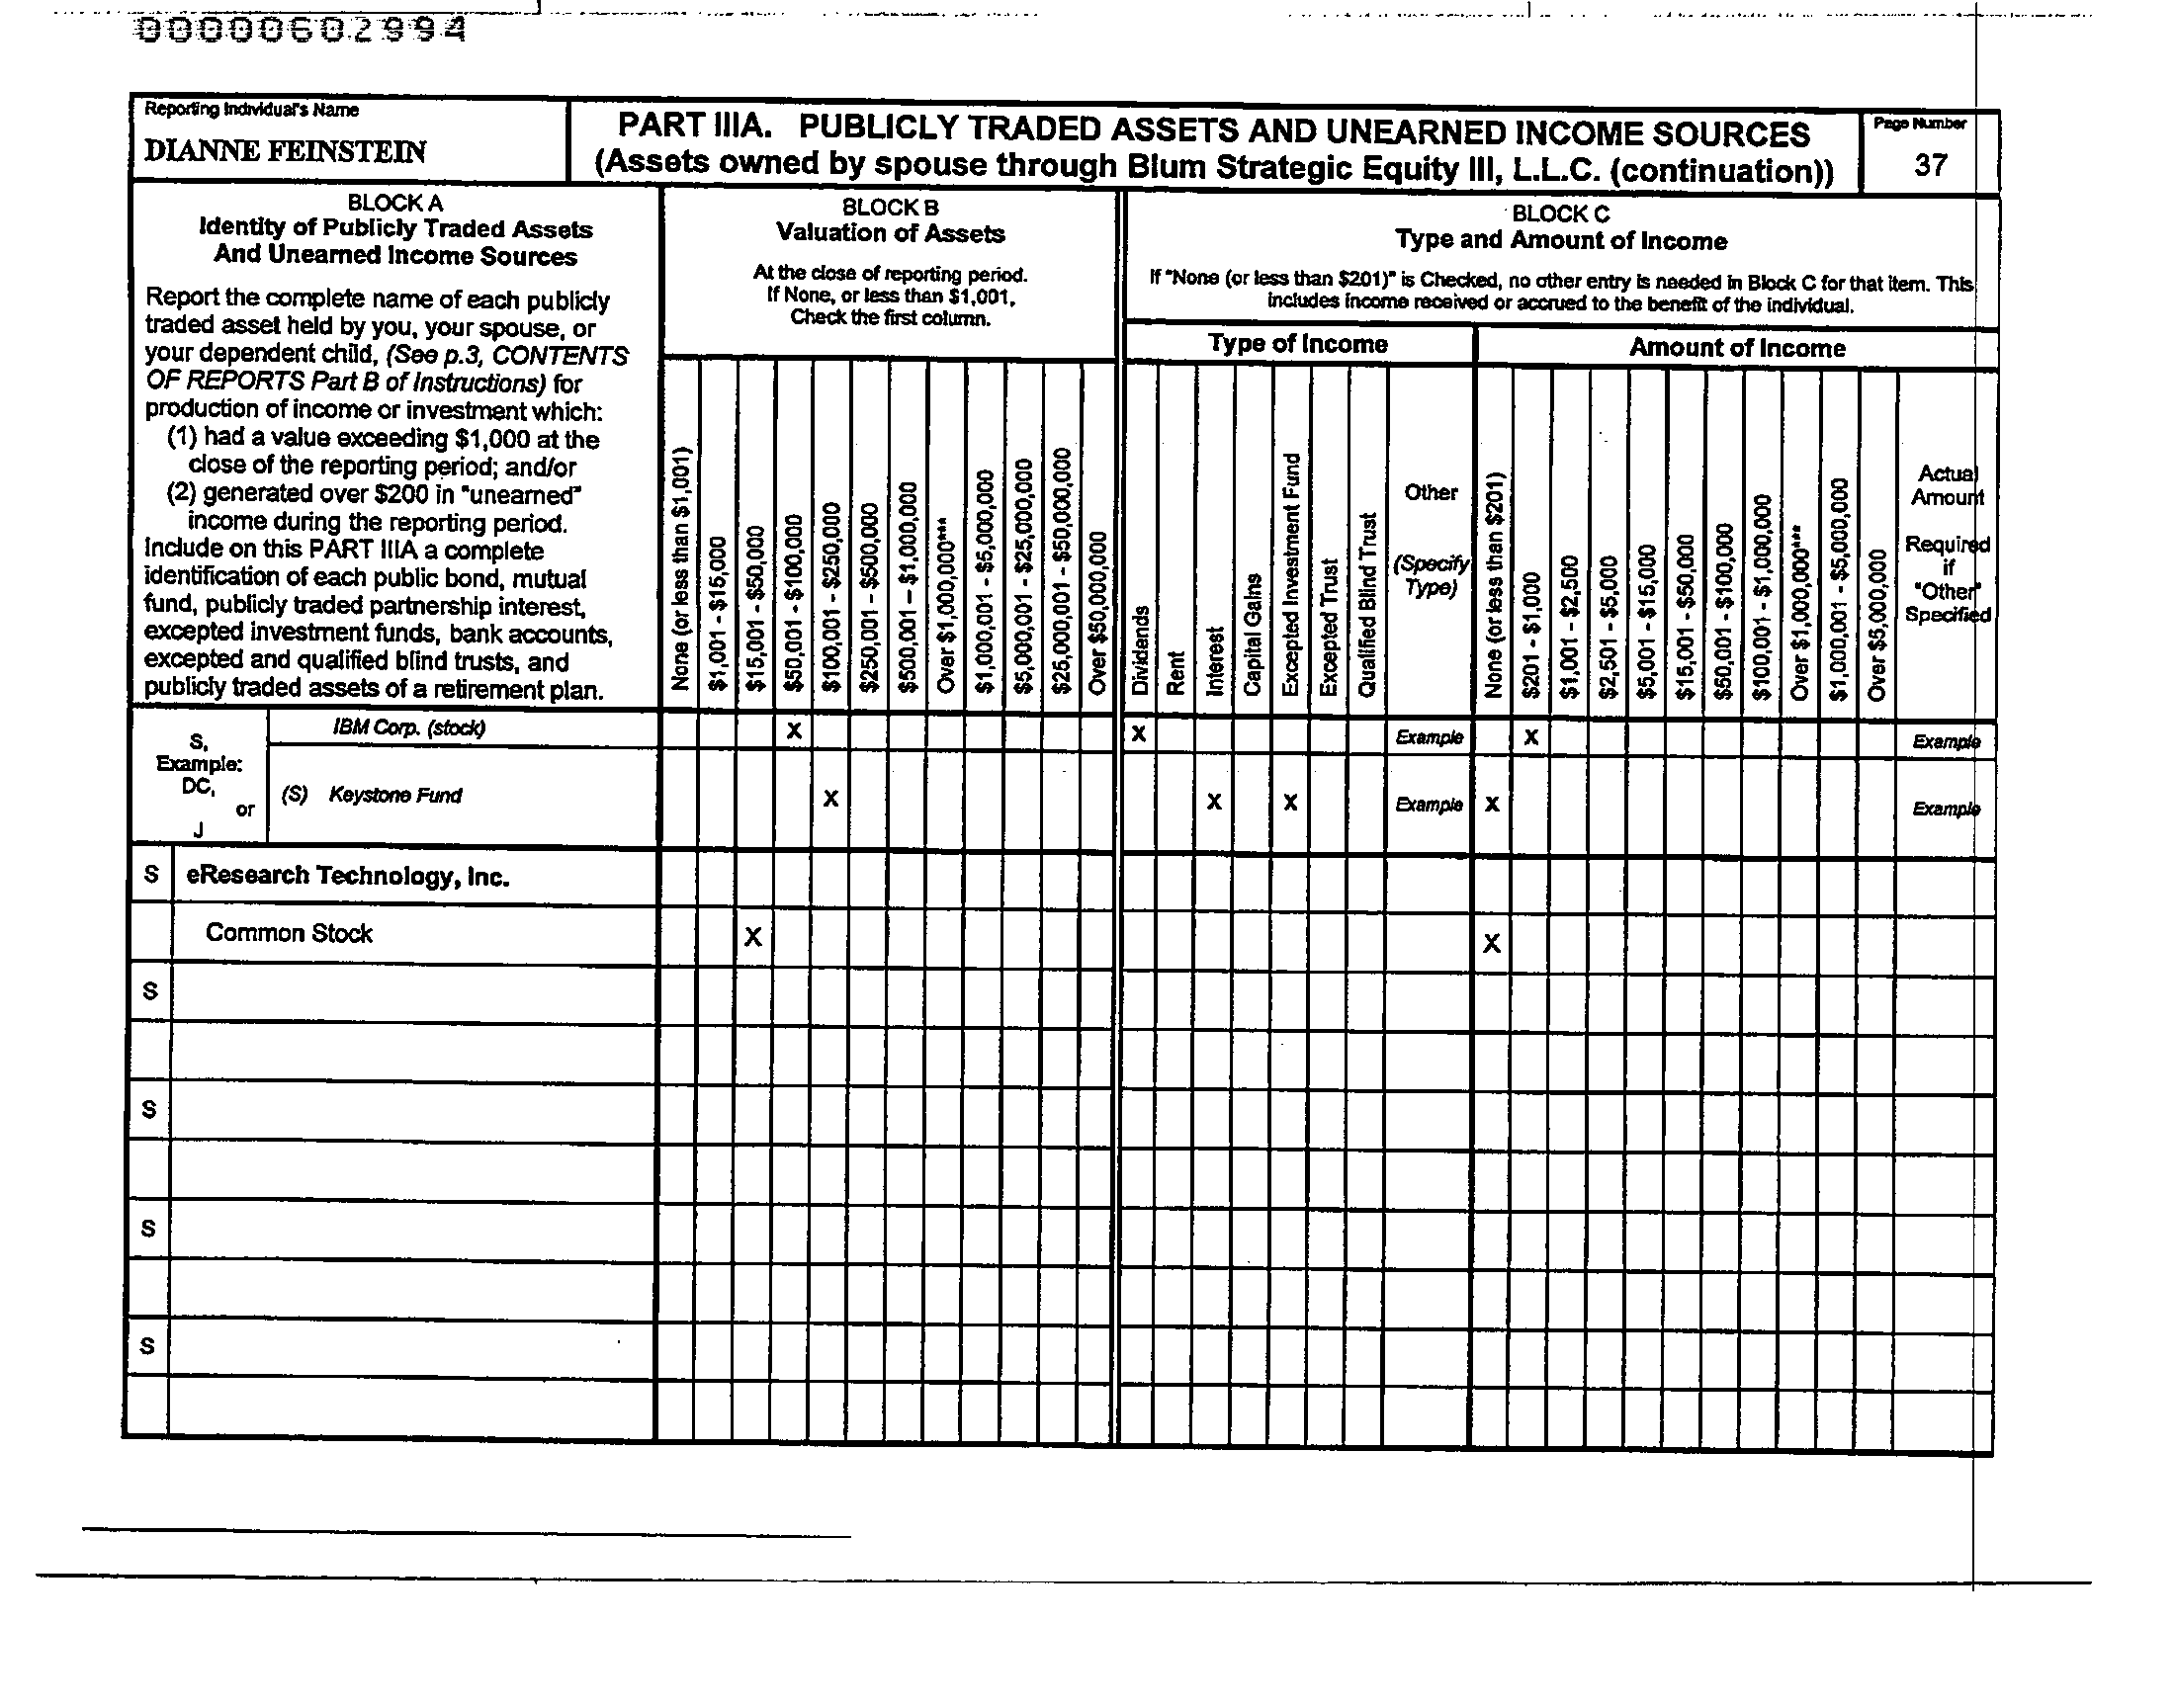 00000602994
Reporting Individual's Name
DIANNE FEINSTEIN
PART IIIA. PUBLICLY TRADED ASSETS AND UNEARNED INCOME SOURCES
(Assets owned by spouse through Blum Strategic Equity III, L.L.C. (continuation))
Page Number
37
BLOCK A
Identity of Publicly Traded Assets
And Unearned Income Sources
Report the complete name of each publicly
traded asset held by you, your spouse, or
your dependent child, (See p.3, CONTENTS
OF REPORTS Part B of Instructions) for
production of income or investment which:
(1) had a value exceeding $1,000 at the
close of the reporting period; and/or
(2) generated over $200 in "unearned"
income during the reporting period.
Include on this PART IIIA a complete
identification of each public bond, mutual
fund, publicly traded partnership interest,
excepted investment funds, bank accounts,
excepted and qualified blind trusts, and
publicly traded assets of a retirement plan.
BLOCK B
Valuation of Assets
At the close of reporting period.
If None, or less than $1,001,
Check the first column.
None (or less than $1,001)
$1,001 - $15,000
$15,001 - $50,000
$50,001 - $100,000
$100,001 - $250,000
$250,001 - $500,000
$500,001 – $1,000,000
Over $1,000,000***
$1,000,001 - $5,000,000
$5,000,001 - $25,000,000
$25,000,001 - $50,000,000
Over $50,000,000
BLOCK C
Type and Amount of Income
If "None (or less than $201)" is Checked, no other entry is needed in Block C for that item. This
includes income received or accrued to the benefit of the individual.
Type of Income
Amount of Income
Dividends
Rent
Interest
Capital Gains
Excepted Investment Fund
Excepted Trust
Qualified Blind Trust
Other
(Specify
Type)
None (or less than $201)
$201 - $1,000
$1,001 - $2,500
$2,501 - $5,000
$5,001 - $15,000
$15,001 - $50,000
$50,001 - $100,000
$100,001 - $1,000,000
Over $1,000,000***
$1,000,001 - $5,000,000
Over $5,000,000
Actual
Amount
Required
if
"Other"
Specified
S,
Example:
DC,
or
J
IBM Corp. (stock) X X Example X Example
(S) Keystone Fund X X X Example X Example
S eResearch Technology, Inc.
Common Stock X X
S
S
S
S